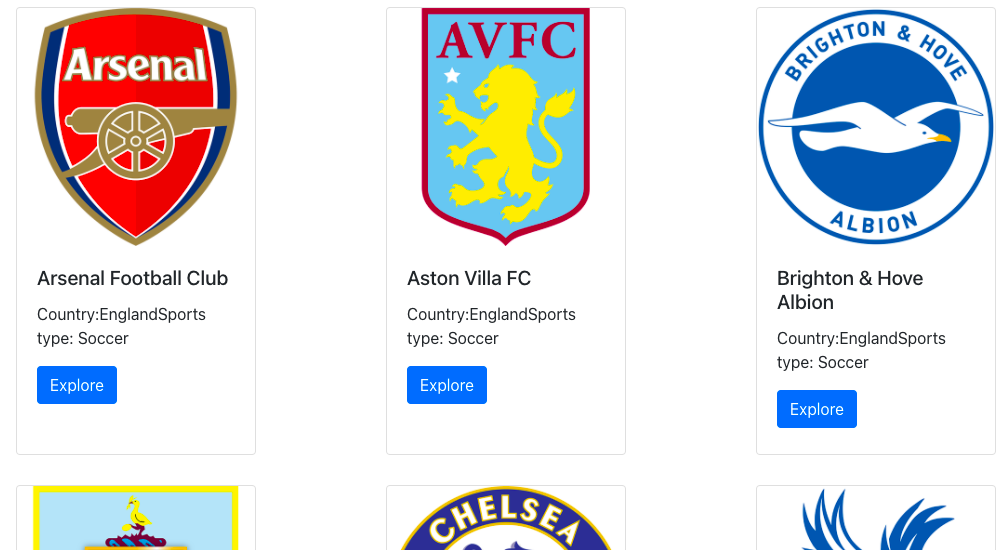 Arsenal
AVFC
BRIGHTON & HOVE
ALBION
Arsenal Football Club
Country:EnglandSports
type: Soccer
Explore
Aston Villa FC
Country:EnglandSports
type: Soccer
Explore
Brighton & Hove
Albion
Country:EnglandSports
type: Soccer
Explore
CHELSEA